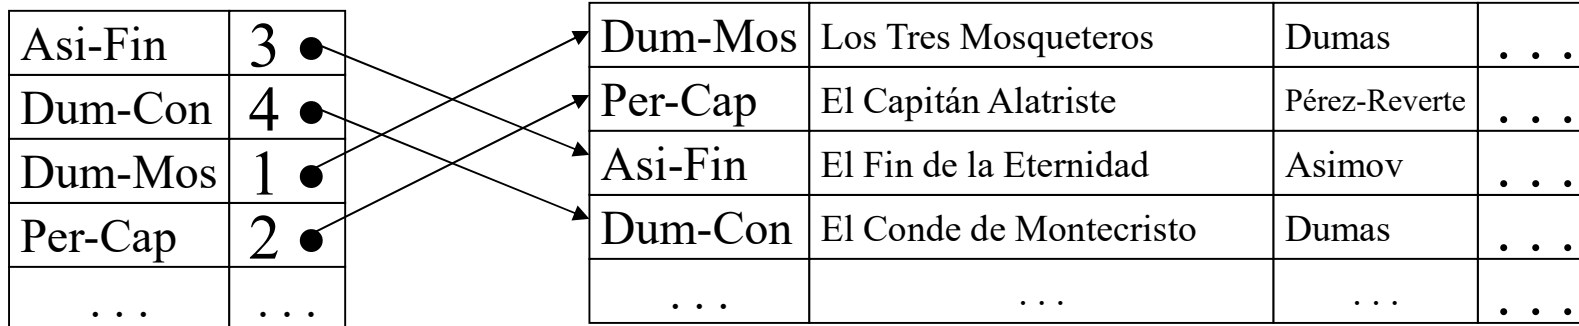 Asi-Fin 3
Dum-Con 4
Dum-Mos 1
Per-Cap 2
. . . . . .
Dum-Mos Los Tres Mosqueteros Dumas . . .
Per-Cap El Capitán Alatriste Pérez-Reverte . . .
Asi-Fin El Fin de la Eternidad Asimov . . .
Dum-Con El Conde de Montecristo Dumas . . .
. . . . . . . . . . . .